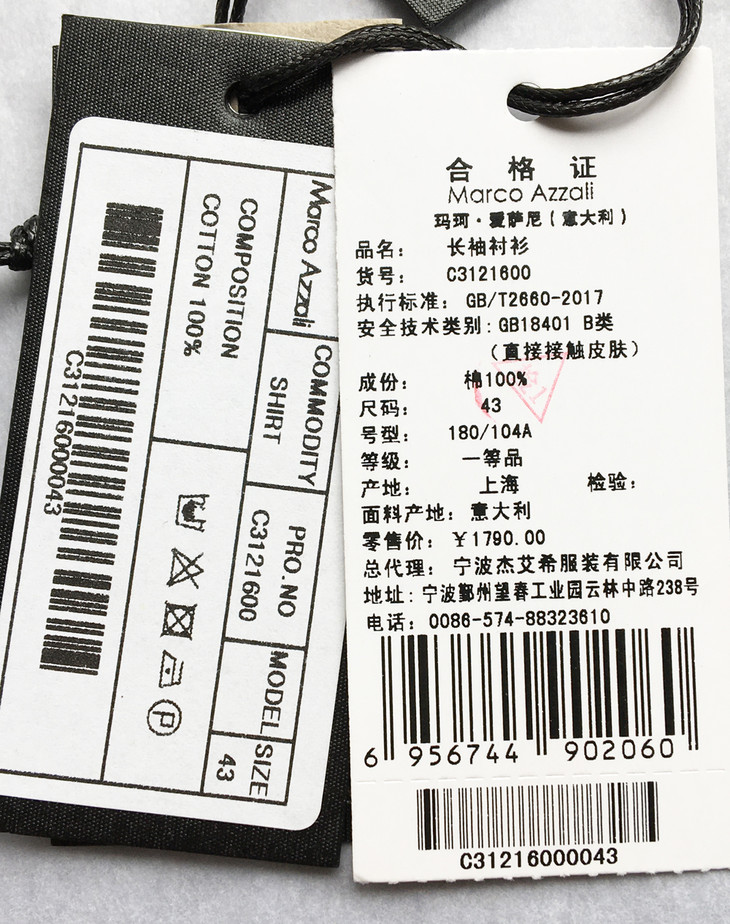 Marco Azzali
COMMODITY
SHIRT
PRO.NO
C3121600
MODEL
SIZE
43
COMPOSITION
COTTON 100%
P
C31216000043
合格证
Marco Azzali
玛珂·爱萨尼(意大利)
品名: 长袖衬衫
货号: C3121600
执行标准: GB/T2660-2017
安全技术类别: GB18401 B类
(直接接触皮肤)
成份: 棉100%
尺码: 43
号型: 180/104A
等级: 一等品
产地: 上海 检验:
面料产地: 意大利
零售价: ¥1790.00
总代理: 宁波杰艾希服装有限公司
地址: 宁波鄞州望春工业园云林中路238号
电话: 0086-574-88323610
6 956744 902060
C31216000043